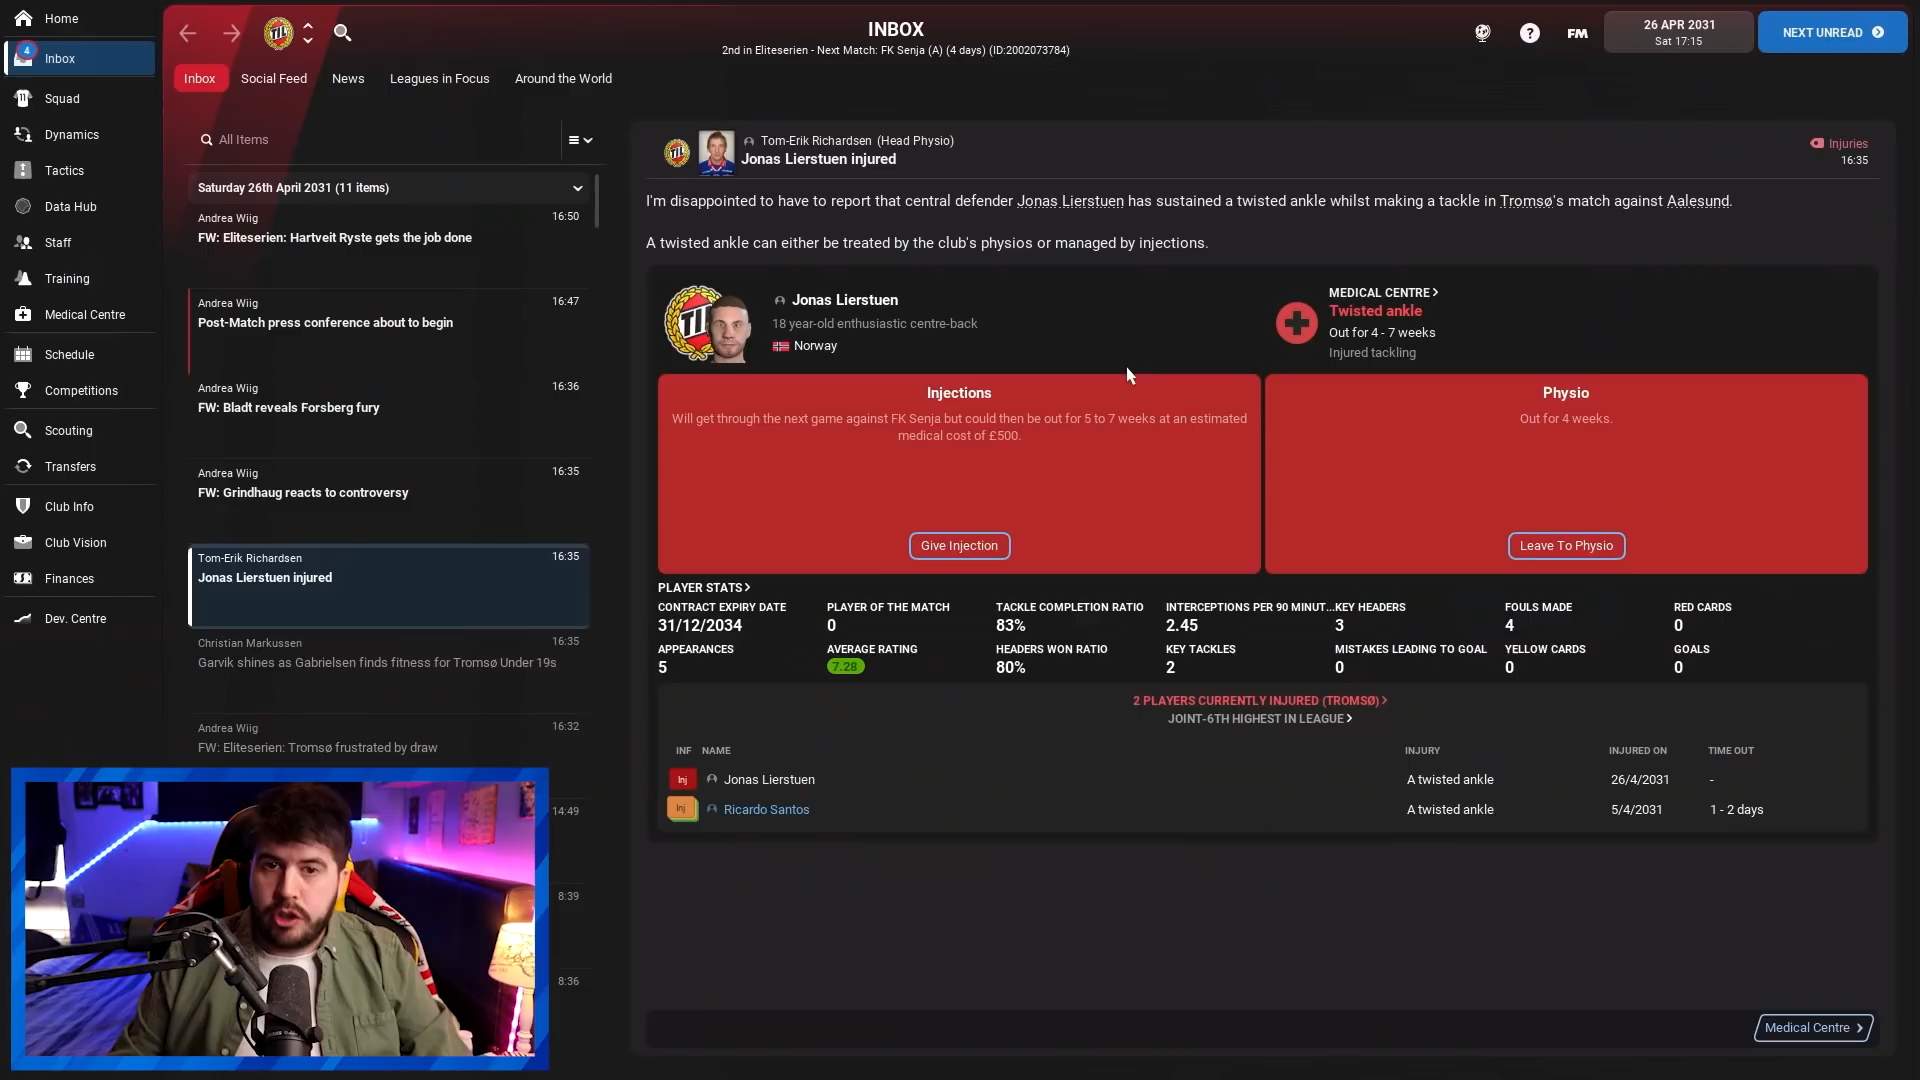 Home
4
Inbox
Squad
Dynamics
Tactics
Data Hub
Staff
Training
Medical Centre
Schedule
Competitions
Scouting
Transfers
Club Info
Club Vision
Finances
Dev. Centre
TIL
INBOX
2nd in Eliteserien - Next Match: FK Senja (A) (4 days) (ID:2002073784)
?
FM
26 APR 2031
Sat 17:15
NEXT UNREAD
Inbox
Social Feed
News
Leagues in Focus
Around the World
All Items
Saturday 26th April 2031 (11 items)
Andrea Wiig 16:50
FW: Eliteserien: Hartveit Ryste gets the job done
Andrea Wiig 16:47
Post-Match press conference about to begin
Andrea Wiig 16:36
FW: Bladt reveals Forsberg fury
Andrea Wiig 16:35
FW: Grindhaug reacts to controversy
Tom-Erik Richardsen 16:35
Jonas Lierstuen injured
Christian Markussen 16:35
Garvik shines as Gabrielsen finds fitness for Tromsø Under 19s
Andrea Wiig 16:32
FW: Eliteserien: Tromsø frustrated by draw
14:49
8:39
8:36
TIL
Tom-Erik Richardsen (Head Physio)
Jonas Lierstuen injured
Injuries
16:35
I'm disappointed to have to report that central defender Jonas Lierstuen has sustained a twisted ankle whilst making a tackle in Tromsø's match against Aalesund.
A twisted ankle can either be treated by the club's physios or managed by injections.
TIL
Jonas Lierstuen
18 year-old enthusiastic centre-back
Norway
MEDICAL CENTRE >
Twisted ankle
Out for 4 - 7 weeks
Injured tackling
Injections
Will get through the next game against FK Senja but could then be out for 5 to 7 weeks at an estimated
medical cost of £500.
Give Injection
Physio
Out for 4 weeks.
Leave To Physio
PLAYER STATS >
CONTRACT EXPIRY DATE PLAYER OF THE MATCH TACKLE COMPLETION RATIO INTERCEPTIONS PER 90 MINUT... KEY HEADERS FOULS MADE RED CARDS
31/12/2034 0 83% 2.45 3 4 0
APPEARANCES AVERAGE RATING HEADERS WON RATIO KEY TACKLES MISTAKES LEADING TO GOAL YELLOW CARDS GOALS
5 7.28 80% 2 0 0 0
2 PLAYERS CURRENTLY INJURED (TROMSØ) >
JOINT-6TH HIGHEST IN LEAGUE >
INF NAME INJURY INJURED ON TIME OUT
Inj Jonas Lierstuen A twisted ankle 26/4/2031 -
Inj Ricardo Santos A twisted ankle 5/4/2031 1 - 2 days
Medical Centre >